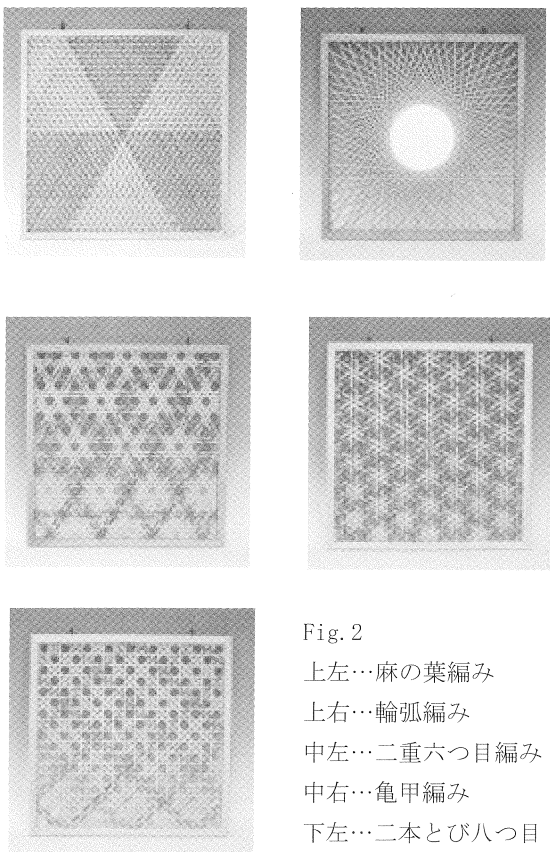 Fig.2
上左…麻の葉編み
上右…輪弧編み
中左…二重六つ目編み
中右…亀甲編み
下左…二本とび八つ目